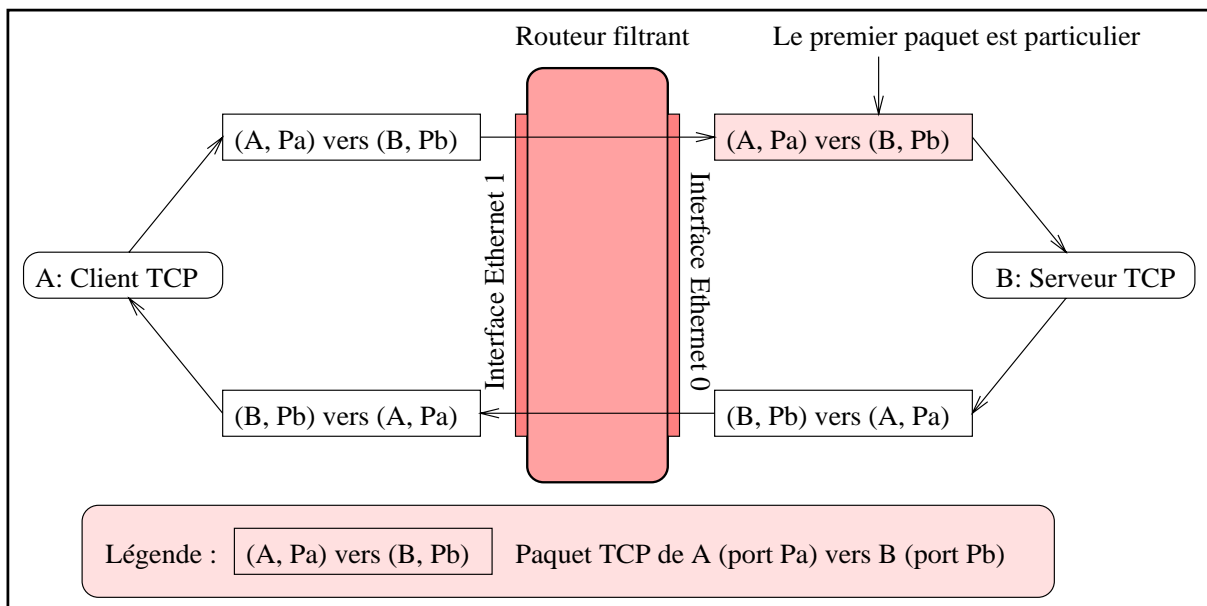 Routeur filtrant
Le premier paquet est particulier
(A, Pa) vers (B, Pb)
(A, Pa) vers (B, Pb)
Interface Ethernet 1
Interface Ethernet 0
A: Client TCP
B: Serveur TCP
(B, Pb) vers (A, Pa)
(B, Pb) vers (A, Pa)
Légende :
(A, Pa) vers (B, Pb)
Paquet TCP de A (port Pa) vers B (port Pb)